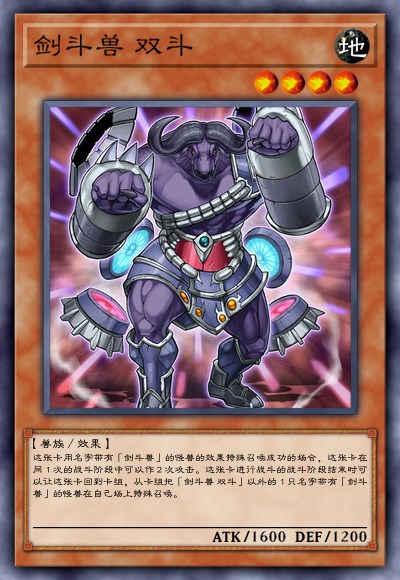 剑斗兽 双斗
地
【兽族／效果】
这张卡用名字带有「剑斗兽」的怪兽的效果特殊召唤成功的场合，这张卡在
同１次的战斗阶段中可以作２次攻击。这张卡进行战斗的战斗阶段结束时可
以让这张卡回到卡组，从卡组把「剑斗兽 双斗」以外的１只名字带有「剑斗
兽」的怪兽在自己场上特殊召唤。
ATK/1600 DEF/1200